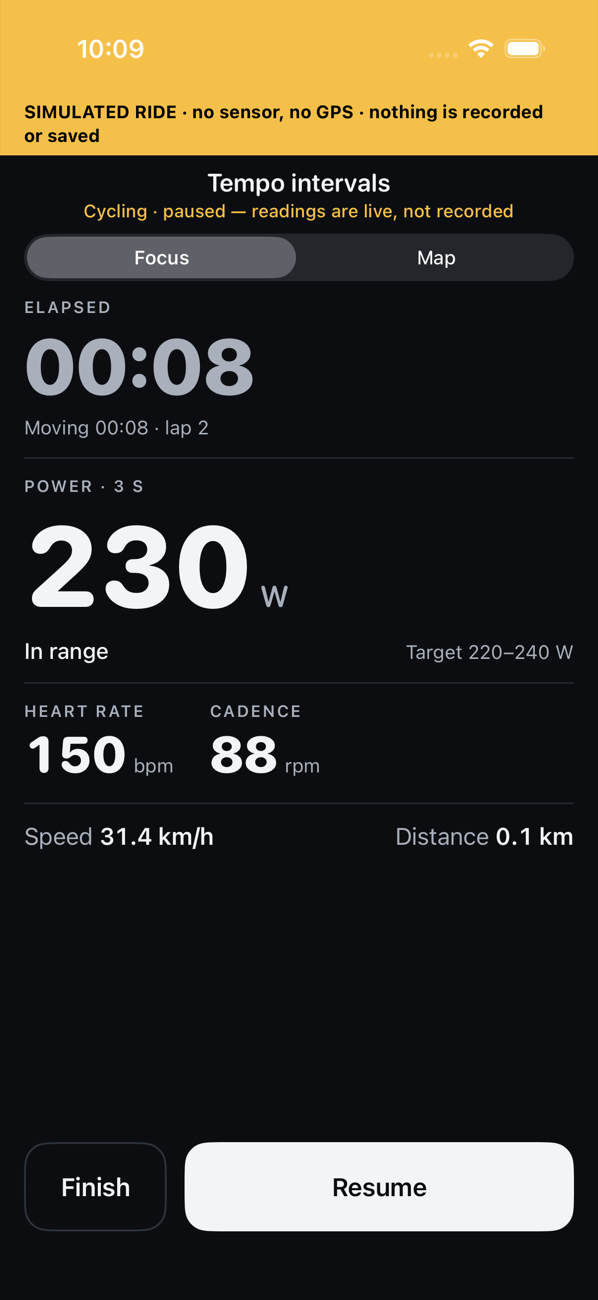 10:09
SIMULATED RIDE · no sensor, no GPS · nothing is recorded
or saved
Tempo intervals
Cycling · paused — readings are live, not recorded
Focus Map
ELAPSED
00:08
Moving 00:08 · lap 2
POWER · 3 S
230 W
In range Target 220–240 W
HEART RATE CADENCE
150 bpm 88 rpm
Speed 31.4 km/h Distance 0.1 km
Finish Resume